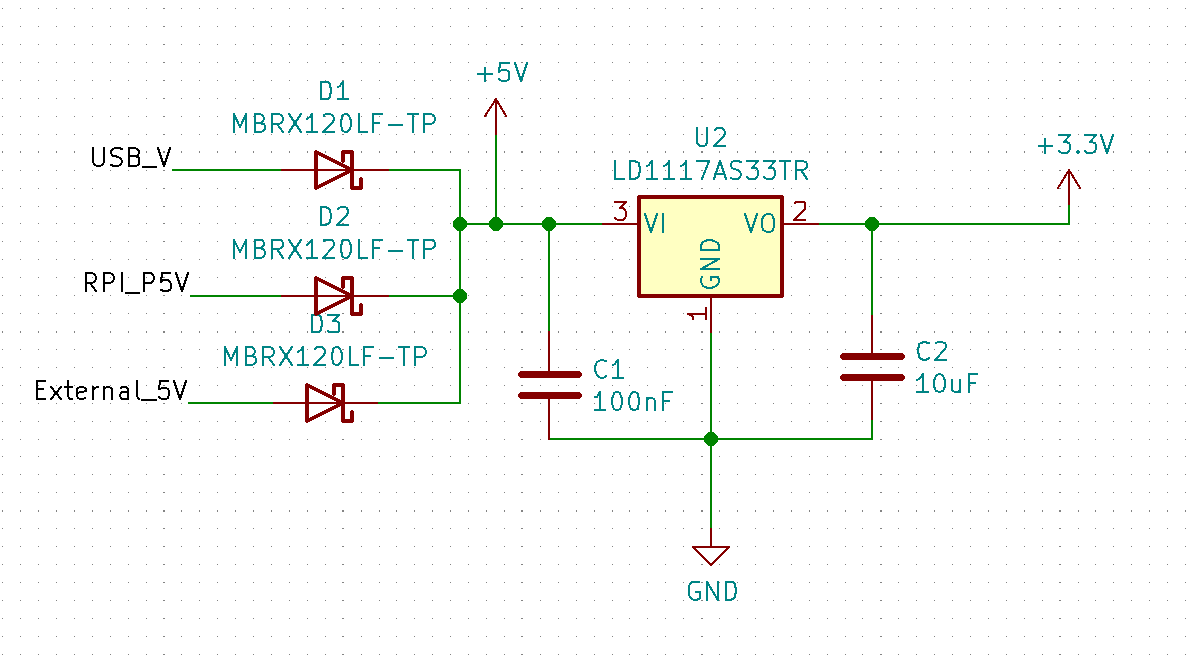 +5V
D1
MBRX120LF-TP
USB_V
U2
LD1117AS33TR
+3.3V
D2
MBRX120LF-TP
3
VI
VO
2
GND
1
RPI_P5V
D3
MBRX120LF-TP
External_5V
C1
100nF
C2
10uF
GND